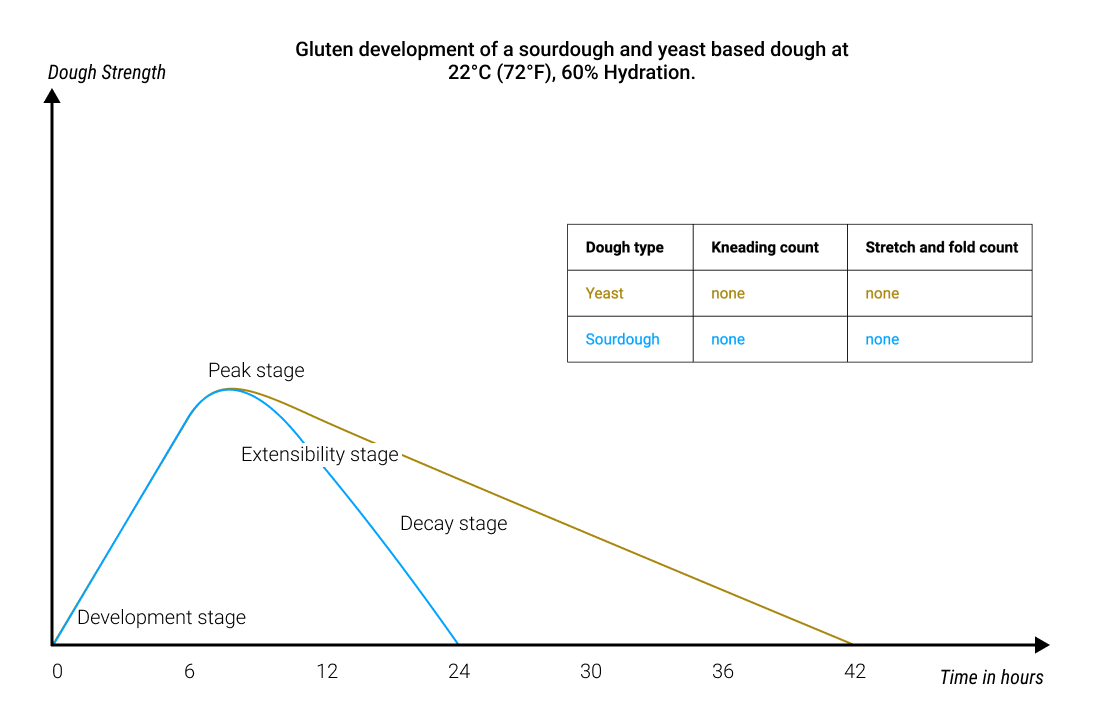 Gluten development of a sourdough and yeast based dough at
22°C (72°F), 60% Hydration.
Dough Strength
Dough type Kneading count Stretch and fold count
Yeast none none
Sourdough none none
Peak stage
Extensibility stage
Decay stage
Development stage
0 6 12 24 30 36 42
Time in hours